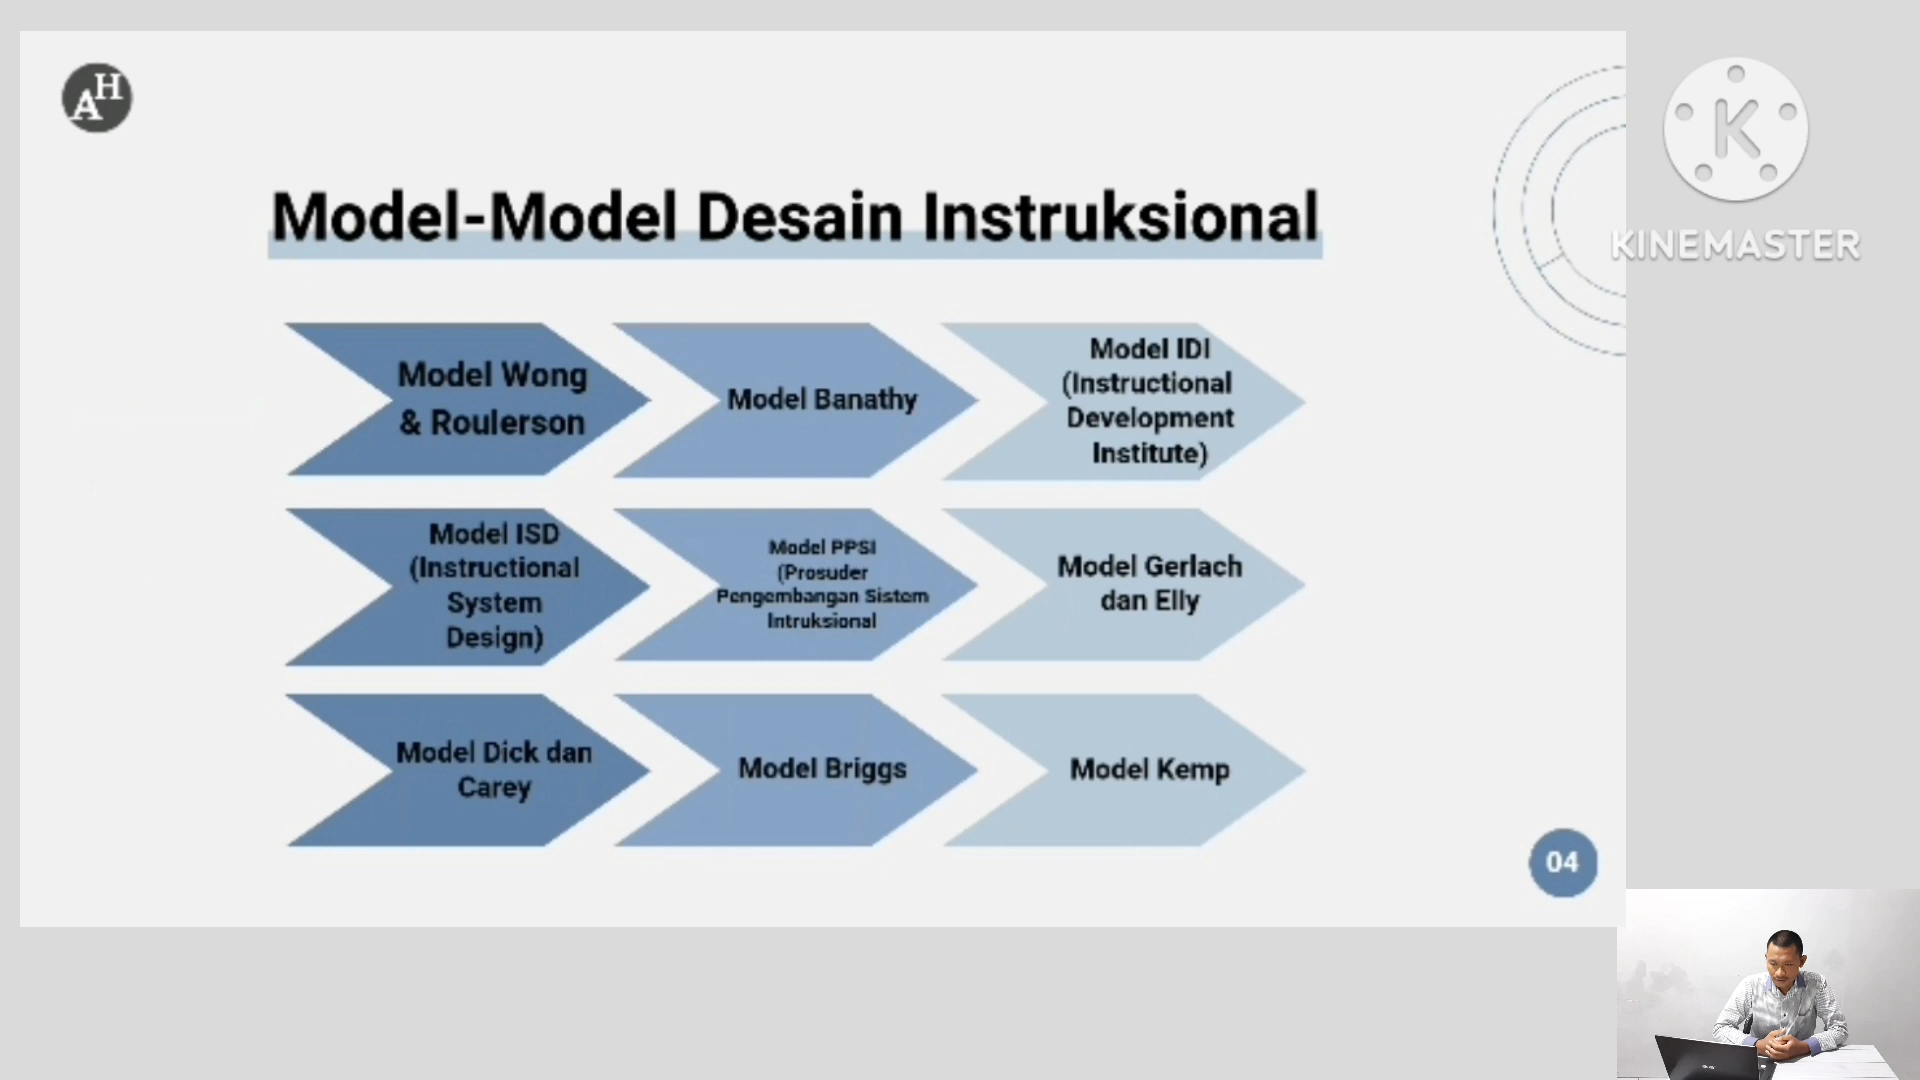 AH
KINEMASTER
Model-Model Desain Instruksional
Model Wong
& Roulerson
Model Banathy
Model IDI
(Instructional
Development
Institute)
Model ISD
(Instructional
System
Design)
Model PPSI
(Prosuder
Pengembangan Sistem
Intruksional
Model Gerlach
dan Elly
Model Dick dan
Carey
Model Briggs
Model Kemp
04